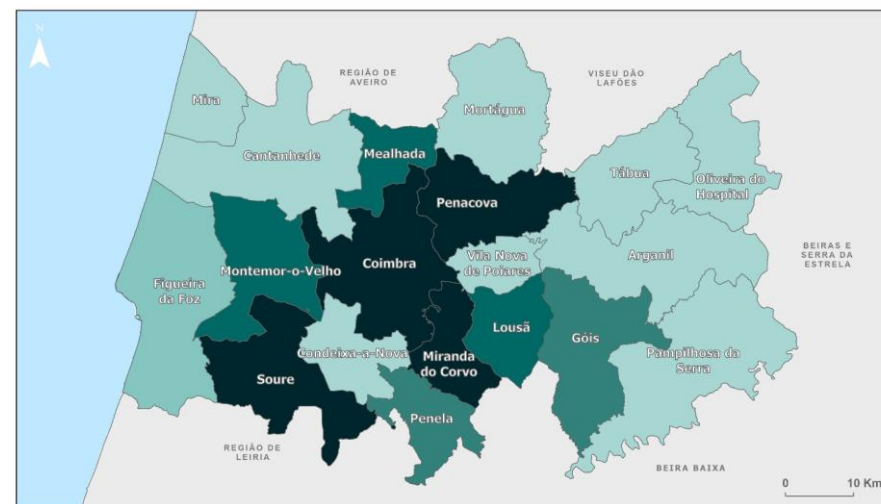 N
REGIÃO DE
AVEIRO
VISEU DÃO
LAFÕES
Mira
Mortágua
Cantanhede
Mealhada
Tábua
Oliveira do
Hospital
Penacova
Vila Nova
de Poiares
Arganil
BEIRAS E
SERRA DA
ESTRELA
Coimbra
Montemor-o-Velho
Figueira
da Foz
Lousã
Góis
Condeixa-a-Nova
Miranda
do Corvo
Pampilhosa da
Serra
Soure
Penela
REGIÃO DE
LEIRIA
BEIRA BAIXA
0 10 Km